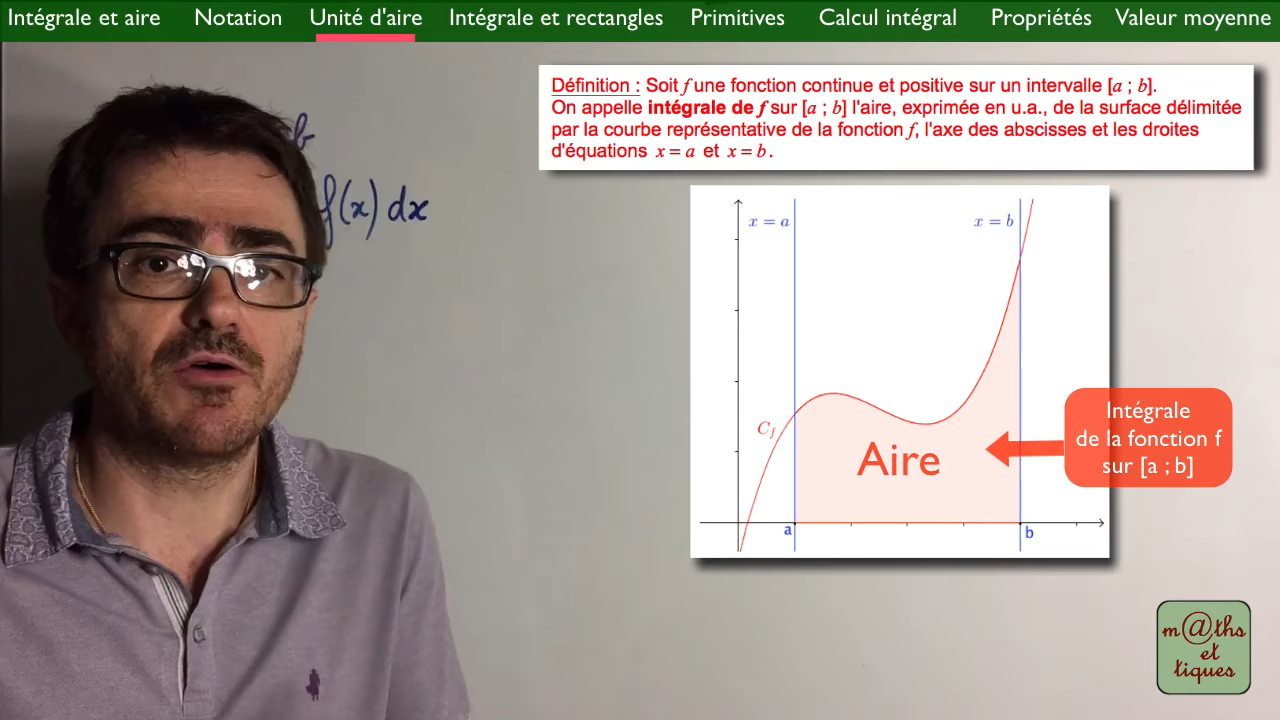 Intégrale et aire Notation Unité d'aire Intégrale et rectangles Primitives Calcul intégral Propriétés Valeur moyenne
Définition : Soit f une fonction continue et positive sur un intervalle [a ; b].
On appelle intégrale de f sur [a ; b] l'aire, exprimée en u.a., de la surface délimitée
par la courbe représentative de la fonction f, l'axe des abscisses et les droites
d'équations x = a et x = b.
b
f(x) dx
x = a
x = b
C_f
Aire
Intégrale
de la fonction f
sur [a ; b]
a
b
m@ths
et
tiques